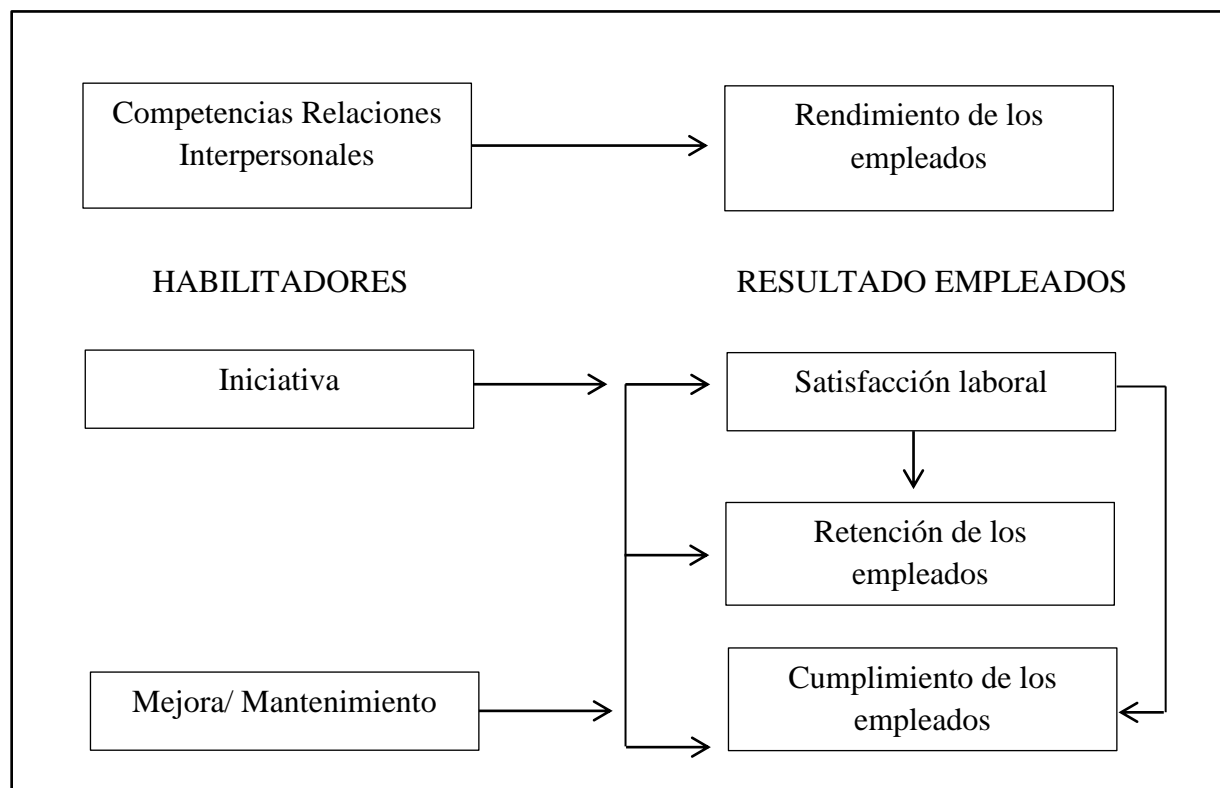 Competencias Relaciones
Interpersonales
Rendimiento de los
empleados
HABILITADORES
RESULTADO EMPLEADOS
Iniciativa
Satisfacción laboral
Retención de los
empleados
Mejora/ Mantenimiento
Cumplimiento de los
empleados